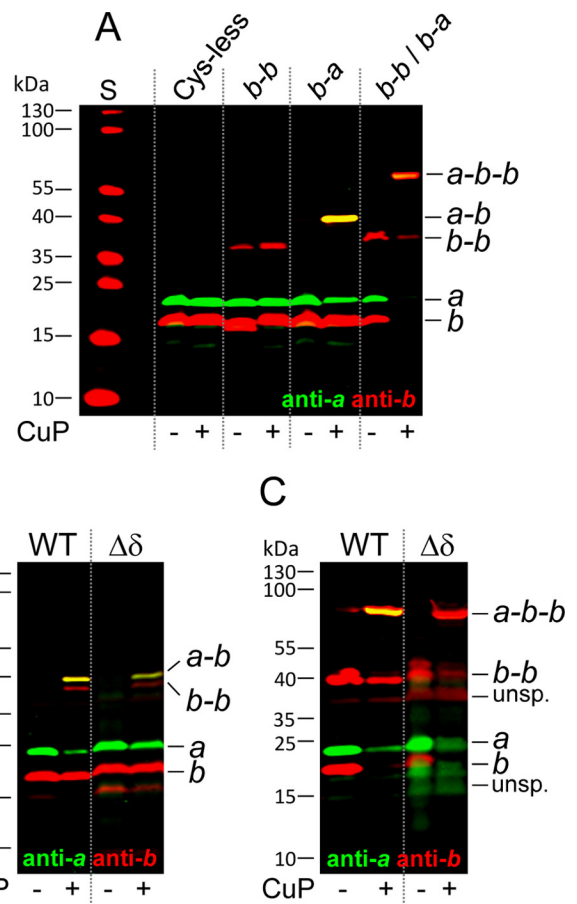 A
kDa
S
Cys-less
b-b
b-a
b-b / b-a
130
100
55
40
35
25
15
10
a-b-b
a-b
b-b
a
b
anti-a anti-b
CuP - + - + - + - +
WT Δδ
a-b
b-b
a
b
anti-a anti-b
P - + - +
C
kDa
WT Δδ
130
100
55
40
35
25
15
10
a-b-b
b-b
unsp.
a
b
unsp.
anti-a anti-b
CuP - + - +